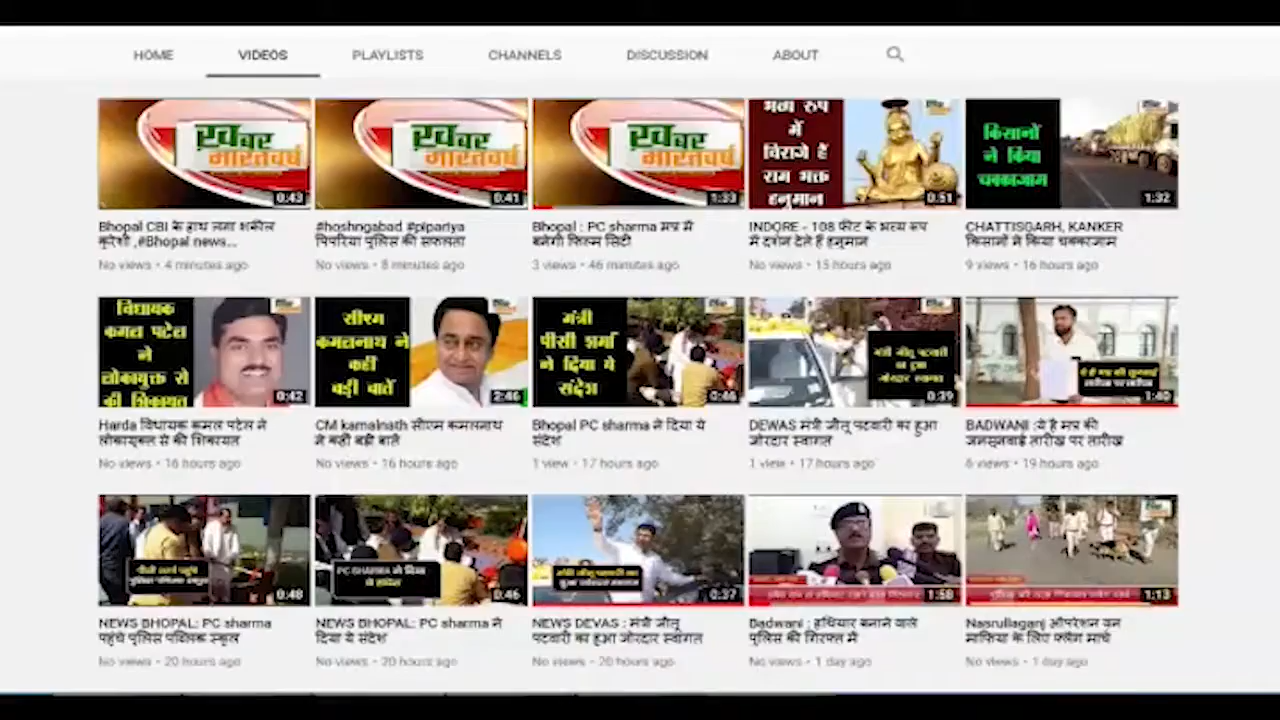 HOME VIDEOS PLAYLISTS CHANNELS DISCUSSION ABOUT
खबर
भारतवर्ष
0:43
खबर
भारतवर्ष
0:41
खबर
भारतवर्ष
1:33
भव्य रुप
में
विराजे हैं
राम भक्त
हनुमान
0:51
किसानों
ने किया
चक्काजाम
1:32
Bhopal CBI के हाथ लगा शकील
कुरेशी ,#Bhopal news...
No views • 4 minutes ago
#hoshngabad #pipariya
पिपरिया पुलिस की सफलता
No views • 8 minutes ago
Bhopal : PC sharma मप्र में
बनेगी फिल्म सिटी
3 views • 46 minutes ago
INDORE - 108 फीट के भव्य रूप
में दर्शन देते हैं हनुमान
No views • 15 hours ago
CHATTISGARH, KANKER
किसानों ने किया चक्काजाम
9 views • 16 hours ago
विधायक
कमल पटेल
ने
लोकायुक्त से
की शिकायत
0:42
सीएम
कमलनाथ ने
कहीं
बड़ी बातें
2:46
मंत्री
पीसी शर्मा
ने दिया ये
संदेश
0:46
मंत्री जीतू पटवारी
का हुआ
जोरदार स्वागत
0:39
1:40
Harda विधायक कमल पटेल ने
लोकायुक्त से की शिकायत
No views • 16 hours ago
CM kamalnath सीएम कमलनाथ
ने कही बड़ी बातें
No views • 16 hours ago
Bhopal PC sharma ने दिया ये
संदेश
1 view • 17 hours ago
DEWAS मंत्री जीतू पटवारी का हुआ
जोरदार स्वागत
1 view • 17 hours ago
BADWANI :ये है मप्र की
जनसुनवाई तारीख पर तारीख
6 views • 19 hours ago
0:48
PC SHARMA ने दिया
ये संदेश
0:46
0:37
1:58
1:13
NEWS BHOPAL: PC sharma
पहुंचे पुलिस पब्लिक स्कूल
No views • 20 hours ago
NEWS BHOPAL: PC sharma ने
दिया ये संदेश
No views • 20 hours ago
NEWS DEVAS : मंत्री जीतू
पटवारी का हुआ जोरदार स्वागत
No views • 20 hours ago
Badwani : हथियार बनाने वाले
पुलिस की गिरफ्त में
No views • 1 day ago
Nasrullaganj ऑपरेशन वन
माफिया के लिए फ्लैग मार्च
No views • 1 day ago